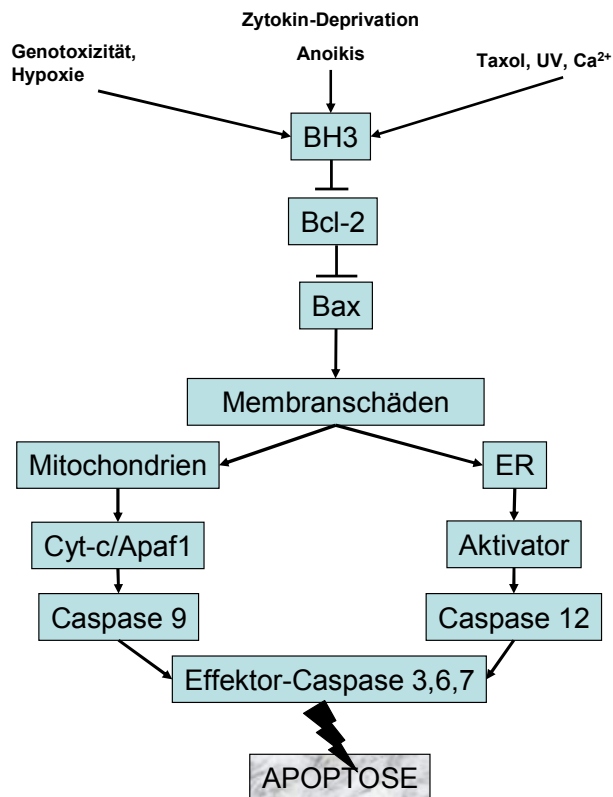 Zytokin-Deprivation
Genotoxizität,
Hypoxie
Anoikis
Taxol, UV, Ca²⁺
BH3
Bcl-2
Bax
Membranschäden
Mitochondrien
ER
Cyt-c/Apaf1
Aktivator
Caspase 9
Caspase 12
Effektor-Caspase 3,6,7
APOPTOSE